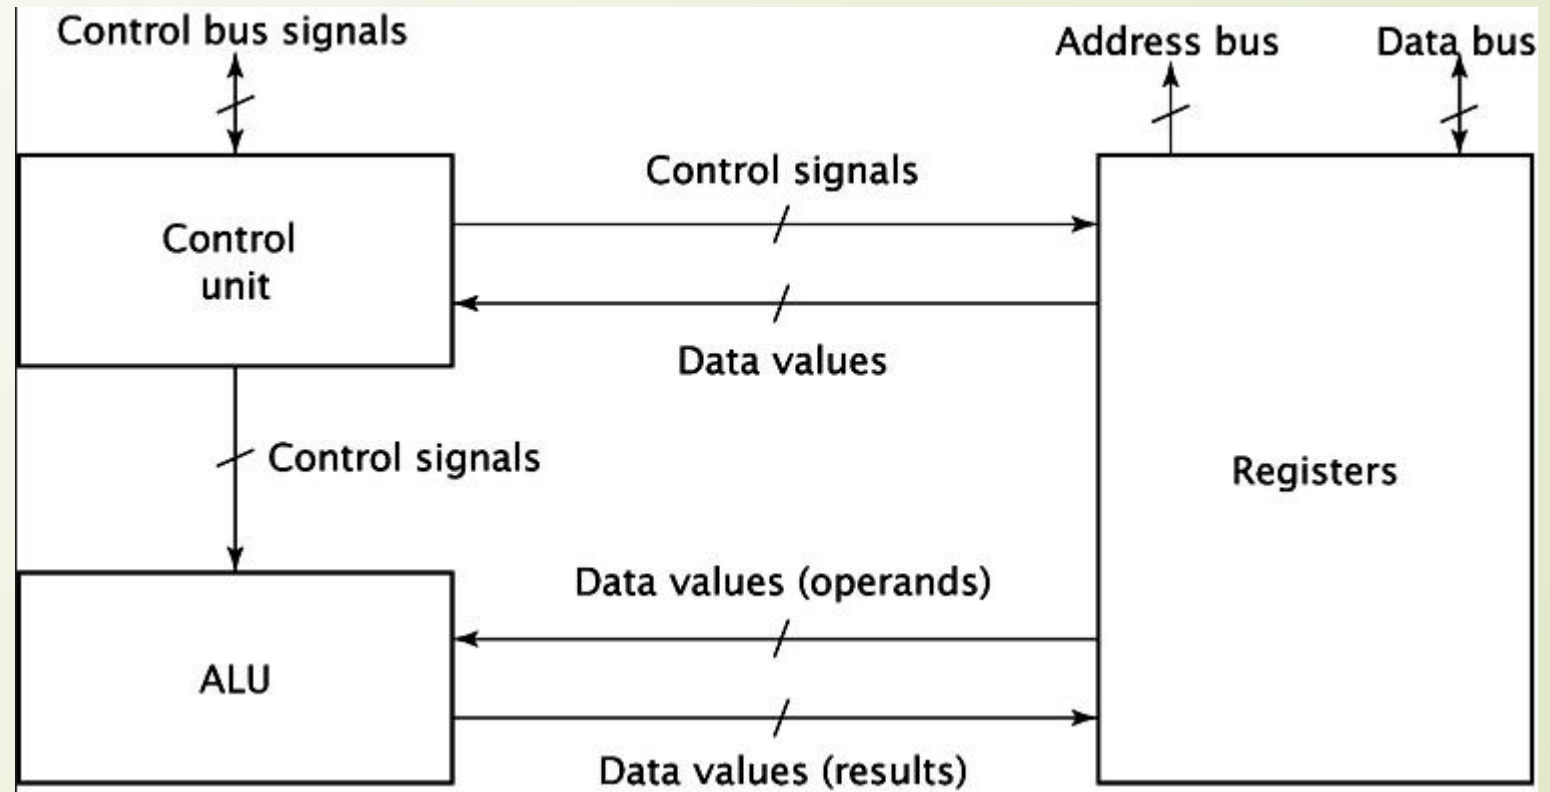 Control bus signals
Address bus
Data bus
Control signals
Control
unit
Data values
Control signals
Registers
Data values (operands)
ALU
Data values (results)